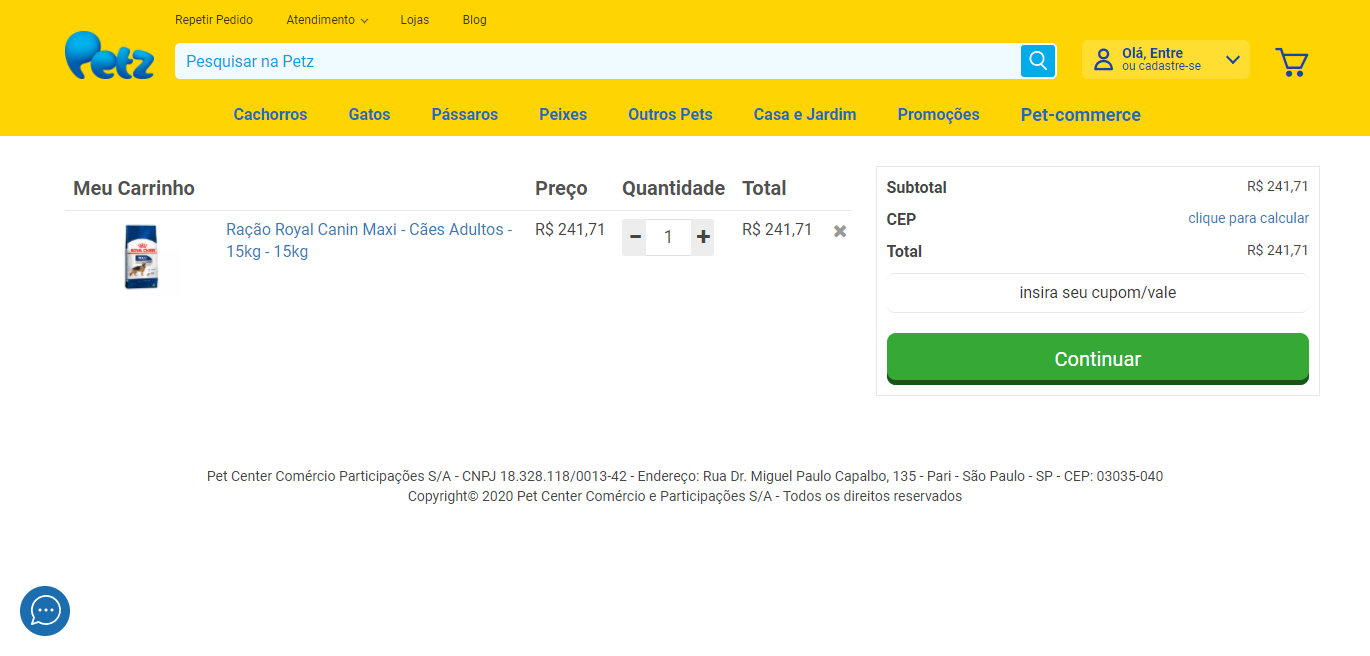 Repetir Pedido Atendimento Lojas Blog
Petz
Pesquisar na Petz
Olá, Entre
ou cadastre-se
Cachorros Gatos Pássaros Peixes Outros Pets Casa e Jardim Promoções Pet-commerce
Meu Carrinho Preço Quantidade Total
Ração Royal Canin Maxi - Cães Adultos - R$ 241,71 1 R$ 241,71
15kg - 15kg
ROYAL CANIN
Subtotal R$ 241,71
CEP clique para calcular
Total R$ 241,71
insira seu cupom/vale
Continuar
Pet Center Comércio Participações S/A - CNPJ 18.328.118/0013-42 - Endereço: Rua Dr. Miguel Paulo Capalbo, 135 - Pari - São Paulo - SP - CEP: 03035-040
Copyright© 2020 Pet Center Comércio e Participações S/A - Todos os direitos reservados